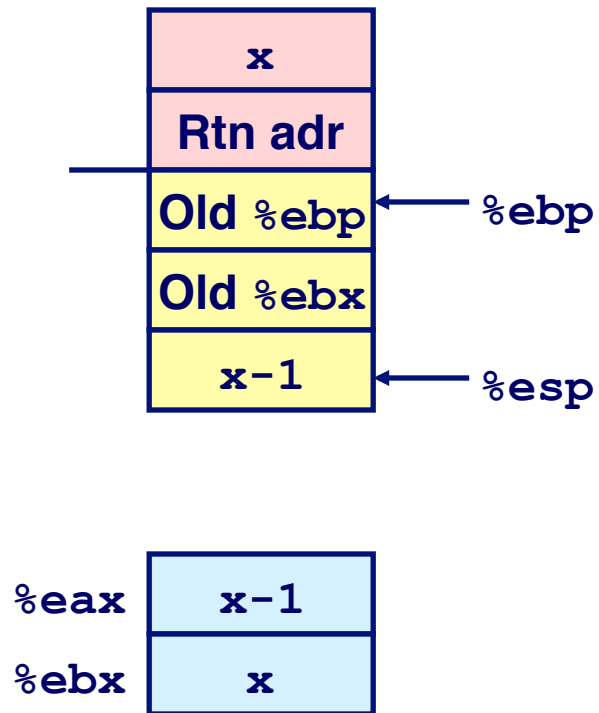 x
Rtn adr
Old %ebp %ebp
Old %ebx
x-1 %esp
%eax x-1
%ebx x